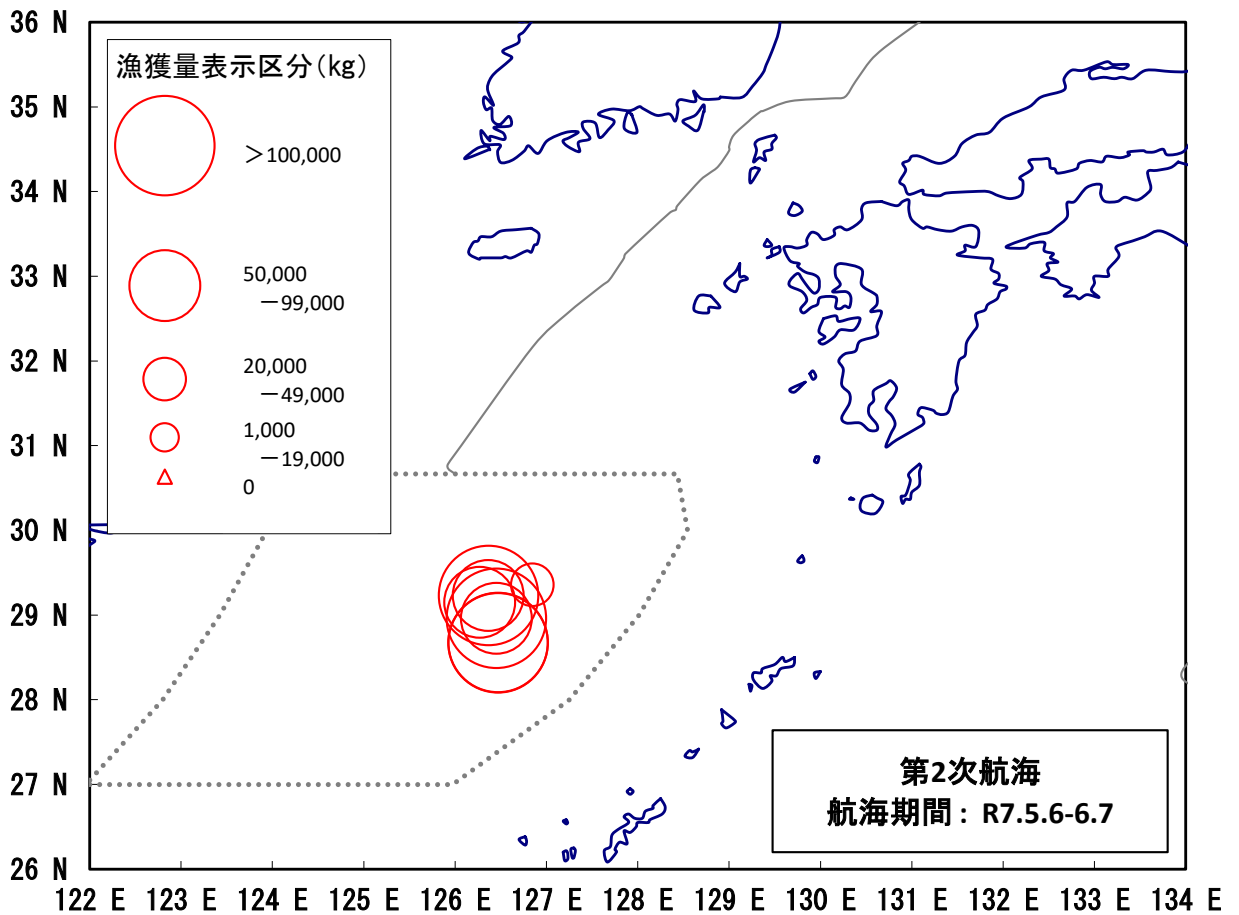 36 N
35 N
34 N
33 N
32 N
31 N
30 N
29 N
28 N
27 N
26 N
漁獲量表示区分(kg)
＞100,000
50,000
－99,000
20,000
－49,000
1,000
－19,000
0
第2次航海
航海期間： R7.5.6-6.7
122 E 123 E 124 E 125 E 126 E 127 E 128 E 129 E 130 E 131 E 132 E 133 E 134 E